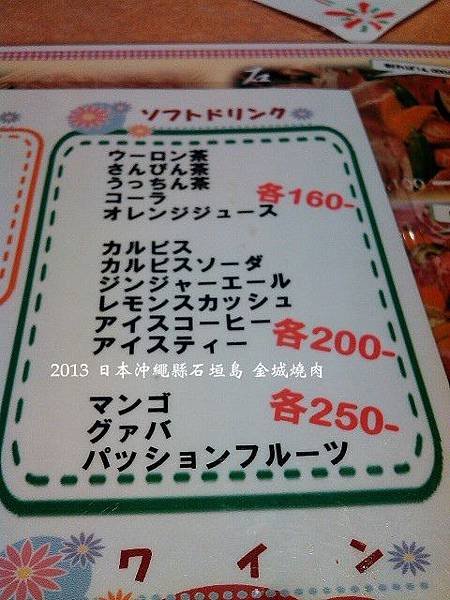 ソフトドリンク
ウーロン茶
さんぴん茶
うっちん茶
コーラ
オレンジジュース
各160-
カルピス
カルピスソーダ
ジンジャーエール
レモンスカッシュ
アイスコーヒー
アイスティー
各200-
2013 日本沖繩縣石垣島 金城燒肉
マンゴ
グァバ
パッションフルーツ
各250-
ワイン